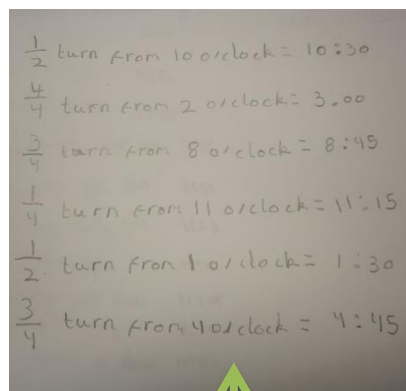 1/2 turn from 10 o'clock = 10:30
4/4 turn from 2 o'clock = 3:00
3/4 turn from 8 o'clock = 8:45
1/4 turn from 11 o'clock = 11:15
1/2 turn from 1 o'clock = 1:30
3/4 turn from 4 o'clock = 4:45